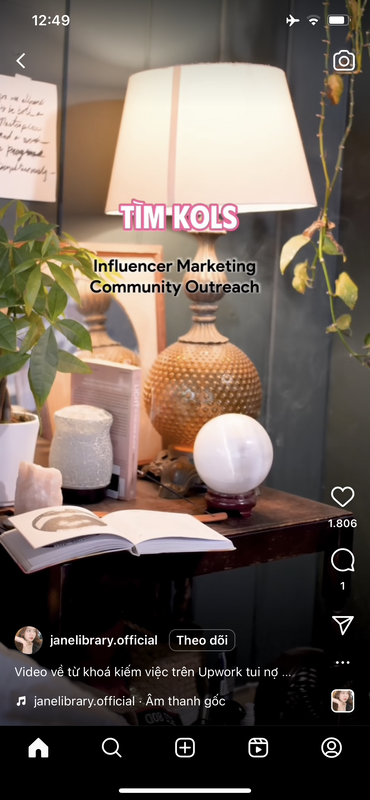 12:49
TÌM KOLS
Influencer Marketing
Community Outreach
1.806
1
janelibrary.official
Theo dõi
Video về từ khoá kiếm việc trên Upwork tui nợ ...
janelibrary.official · Âm thanh gốc